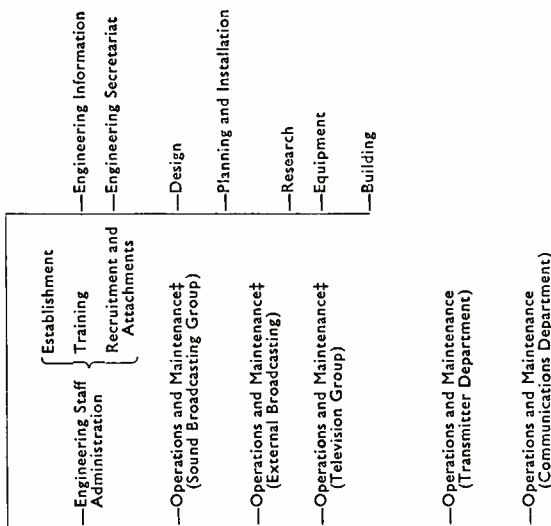 —Engineering Staff
Administration
Establishment
Training
Recruitment and
Attachments
—Operations and Maintenance‡
(Sound Broadcasting Group)
—Operations and Maintenance‡
(External Broadcasting)
—Operations and Maintenance‡
(Television Group)
—Operations and Maintenance
(Transmitter Department)
—Operations and Maintenance
(Communications Department)
—Engineering Information
—Engineering Secretariat
—Design
—Planning and Installation
—Research
—Equipment
—Building